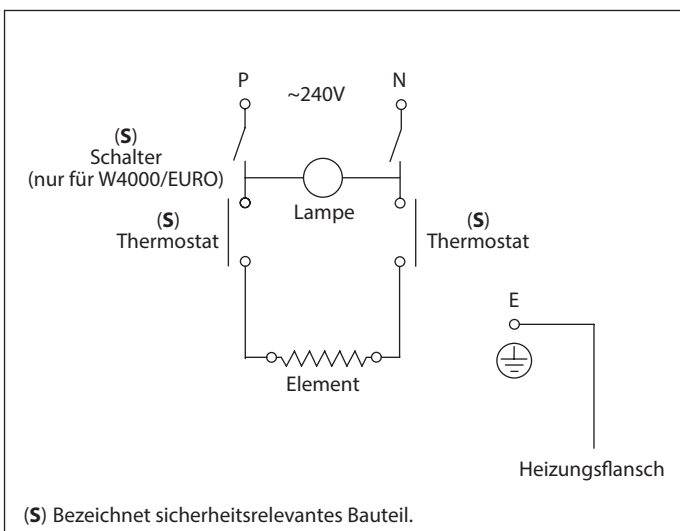 P
~240V
N
(S)
Schalter
(nur für W4000/EURO)
Lampe
(S)
Thermostat
(S)
Thermostat
E
Element
Heizungsflansch
(S) Bezeichnet sicherheitsrelevantes Bauteil.